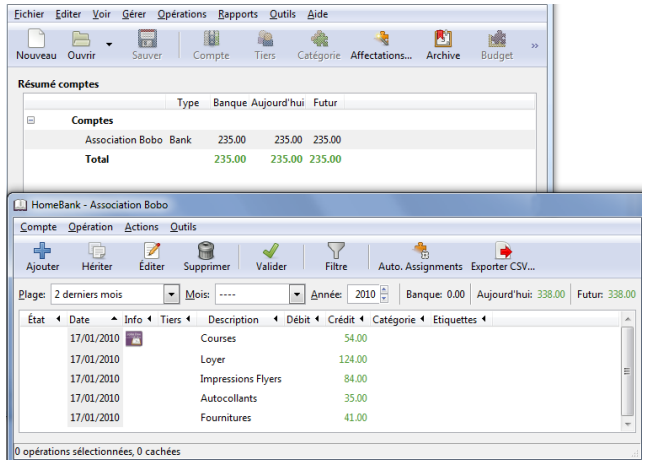 Fichier Editer Voir Gérer Opérations Rapports Outils Aide
Nouveau Ouvrir Sauver Compte Tiers Catégorie Affectations... Archive Budget »
Résumé comptes
Type Banque Aujourd'hui Futur
Comptes
Association Bobo Bank 235.00 235.00 235.00
Total 235.00 235.00 235.00
HomeBank - Association Bobo
Compte Opération Actions Outils
Ajouter Hériter Éditer Supprimer Valider Filtre Auto. Assignments Exporter CSV...
Plage: 2 derniers mois Mois: ---- Année: 2010 Banque: 0.00 Aujourd'hui: 338.00 Futur: 338.00
État Date Info Tiers Description Débit Crédit Catégorie Etiquettes
17/01/2010 Courses 54.00
17/01/2010 Loyer 124.00
17/01/2010 Impressions Flyers 84.00
17/01/2010 Autocollants 35.00
17/01/2010 Fournitures 41.00
0 opérations sélectionnées, 0 cachées